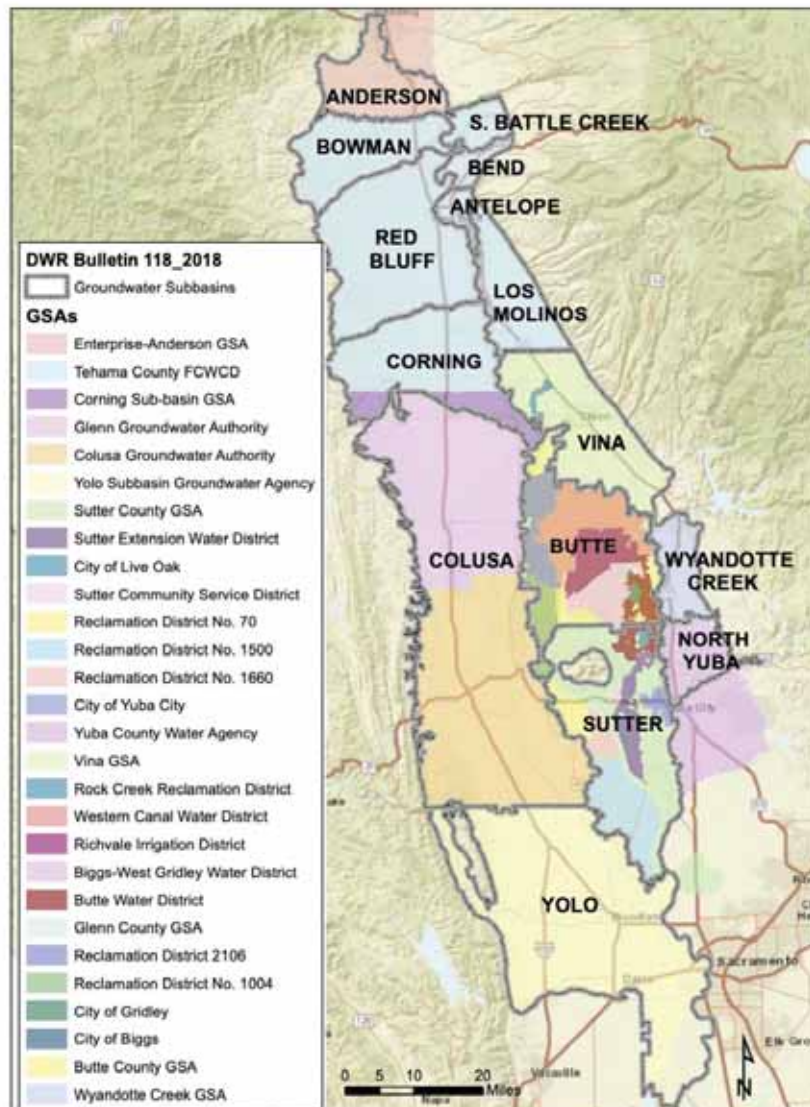 ANDERSON
S. BATTLE CREEK
BOWMAN
BEND
ANTELOPE
RED
BLUFF
LOS
MOLINOS
CORNING
VINA
BUTTE
COLUSA
WYANDOTTE
CREEK
NORTH
YUBA
SUTTER
YOLO
Sacramento
Elk Gro
Vacaville
Napa
DWR Bulletin 118_2018
Groundwater Subbasins
GSAs
Enterprise-Anderson GSA
Tehama County FCWCD
Corning Sub-basin GSA
Glenn Groundwater Authority
Colusa Groundwater Authority
Yolo Subbasin Groundwater Agency
Sutter County GSA
Sutter Extension Water District
City of Live Oak
Sutter Community Service District
Reclamation District No. 70
Reclamation District No. 1500
Reclamation District No. 1660
City of Yuba City
Yuba County Water Agency
Vina GSA
Rock Creek Reclamation District
Western Canal Water District
Richvale Irrigation District
Biggs-West Gridley Water District
Butte Water District
Glenn County GSA
Reclamation District 2106
Reclamation District No. 1004
City of Gridley
City of Biggs
Butte County GSA
Wyandotte Creek GSA
0 5 10 20
Miles
N